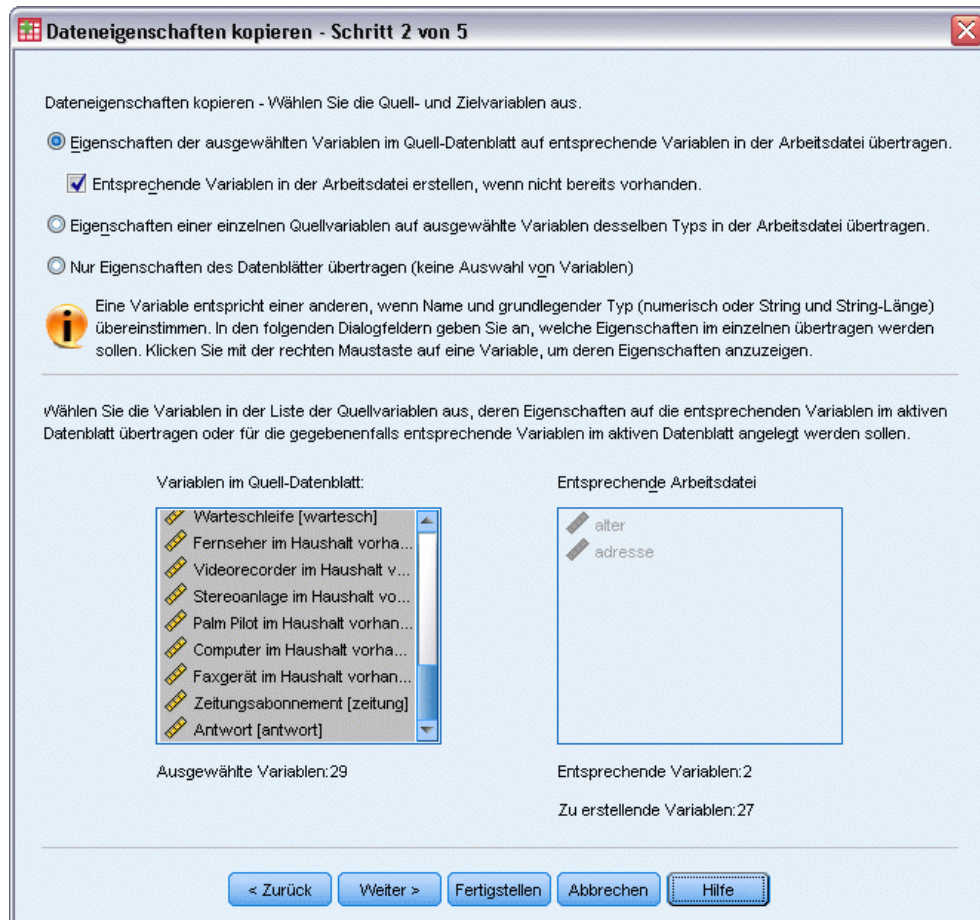 Dateneigenschaften kopieren - Schritt 2 von 5
Dateneigenschaften kopieren - Wählen Sie die Quell- und Zielvariablen aus.
Eigenschaften der ausgewählten Variablen im Quell-Datenblatt auf entsprechende Variablen in der Arbeitsdatei übertragen.
Entsprechende Variablen in der Arbeitsdatei erstellen, wenn nicht bereits vorhanden.
Eigenschaften einer einzelnen Quellvariablen auf ausgewählte Variablen desselben Typs in der Arbeitsdatei übertragen.
Nur Eigenschaften des Datenblätter übertragen (keine Auswahl von Variablen)
Eine Variable entspricht einer anderen, wenn Name und grundlegender Typ (numerisch oder String und String-Länge)
übereinstimmen. In den folgenden Dialogfeldern geben Sie an, welche Eigenschaften im einzelnen übertragen werden
sollen. Klicken Sie mit der rechten Maustaste auf eine Variable, um deren Eigenschaften anzuzeigen.
Wählen Sie die Variablen in der Liste der Quellvariablen aus, deren Eigenschaften auf die entsprechenden Variablen im aktiven
Datenblatt übertragen oder für die gegebenenfalls entsprechende Variablen im aktiven Datenblatt angelegt werden sollen.
Variablen im Quell-Datenblatt:
Warteschleife [wartesch]
Fernseher im Haushalt vorha...
Videorecorder im Haushalt v...
Stereoanlage im Haushalt vo...
Palm Pilot im Haushalt vorhan...
Computer im Haushalt vorha...
Faxgerät im Haushalt vorhan...
Zeitungsabonnement [zeitung]
Antwort [antwort]
Ausgewählte Variablen:29
Entsprechende Arbeitsdatei
alter
adresse
Entsprechende Variablen:2
Zu erstellende Variablen:27
< Zurück
Weiter >
Fertigstellen
Abbrechen
Hilfe